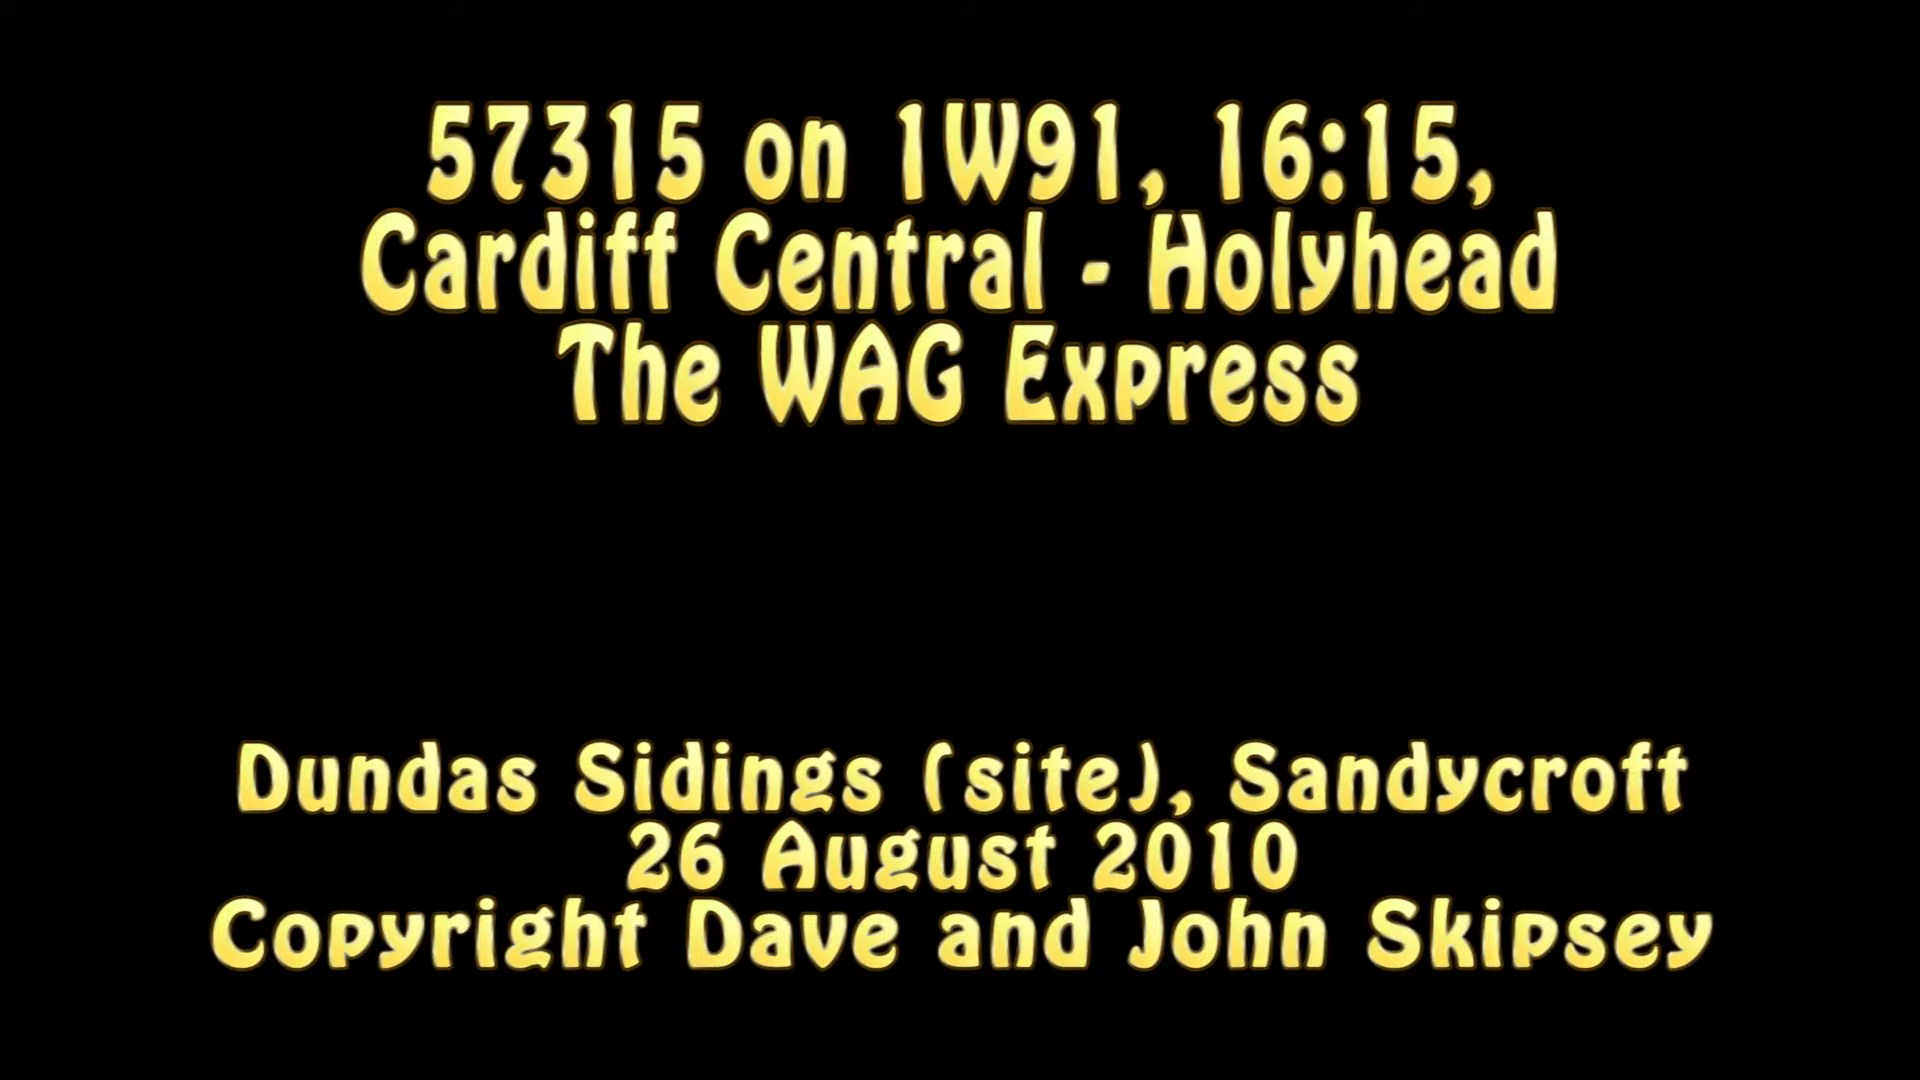 57315 on 1W91, 16:15,
Cardiff Central - Holyhead
The WAG Express
Dundas Sidings (site), Sandycroft
26 August 2010
Copyright Dave and John Skipsey